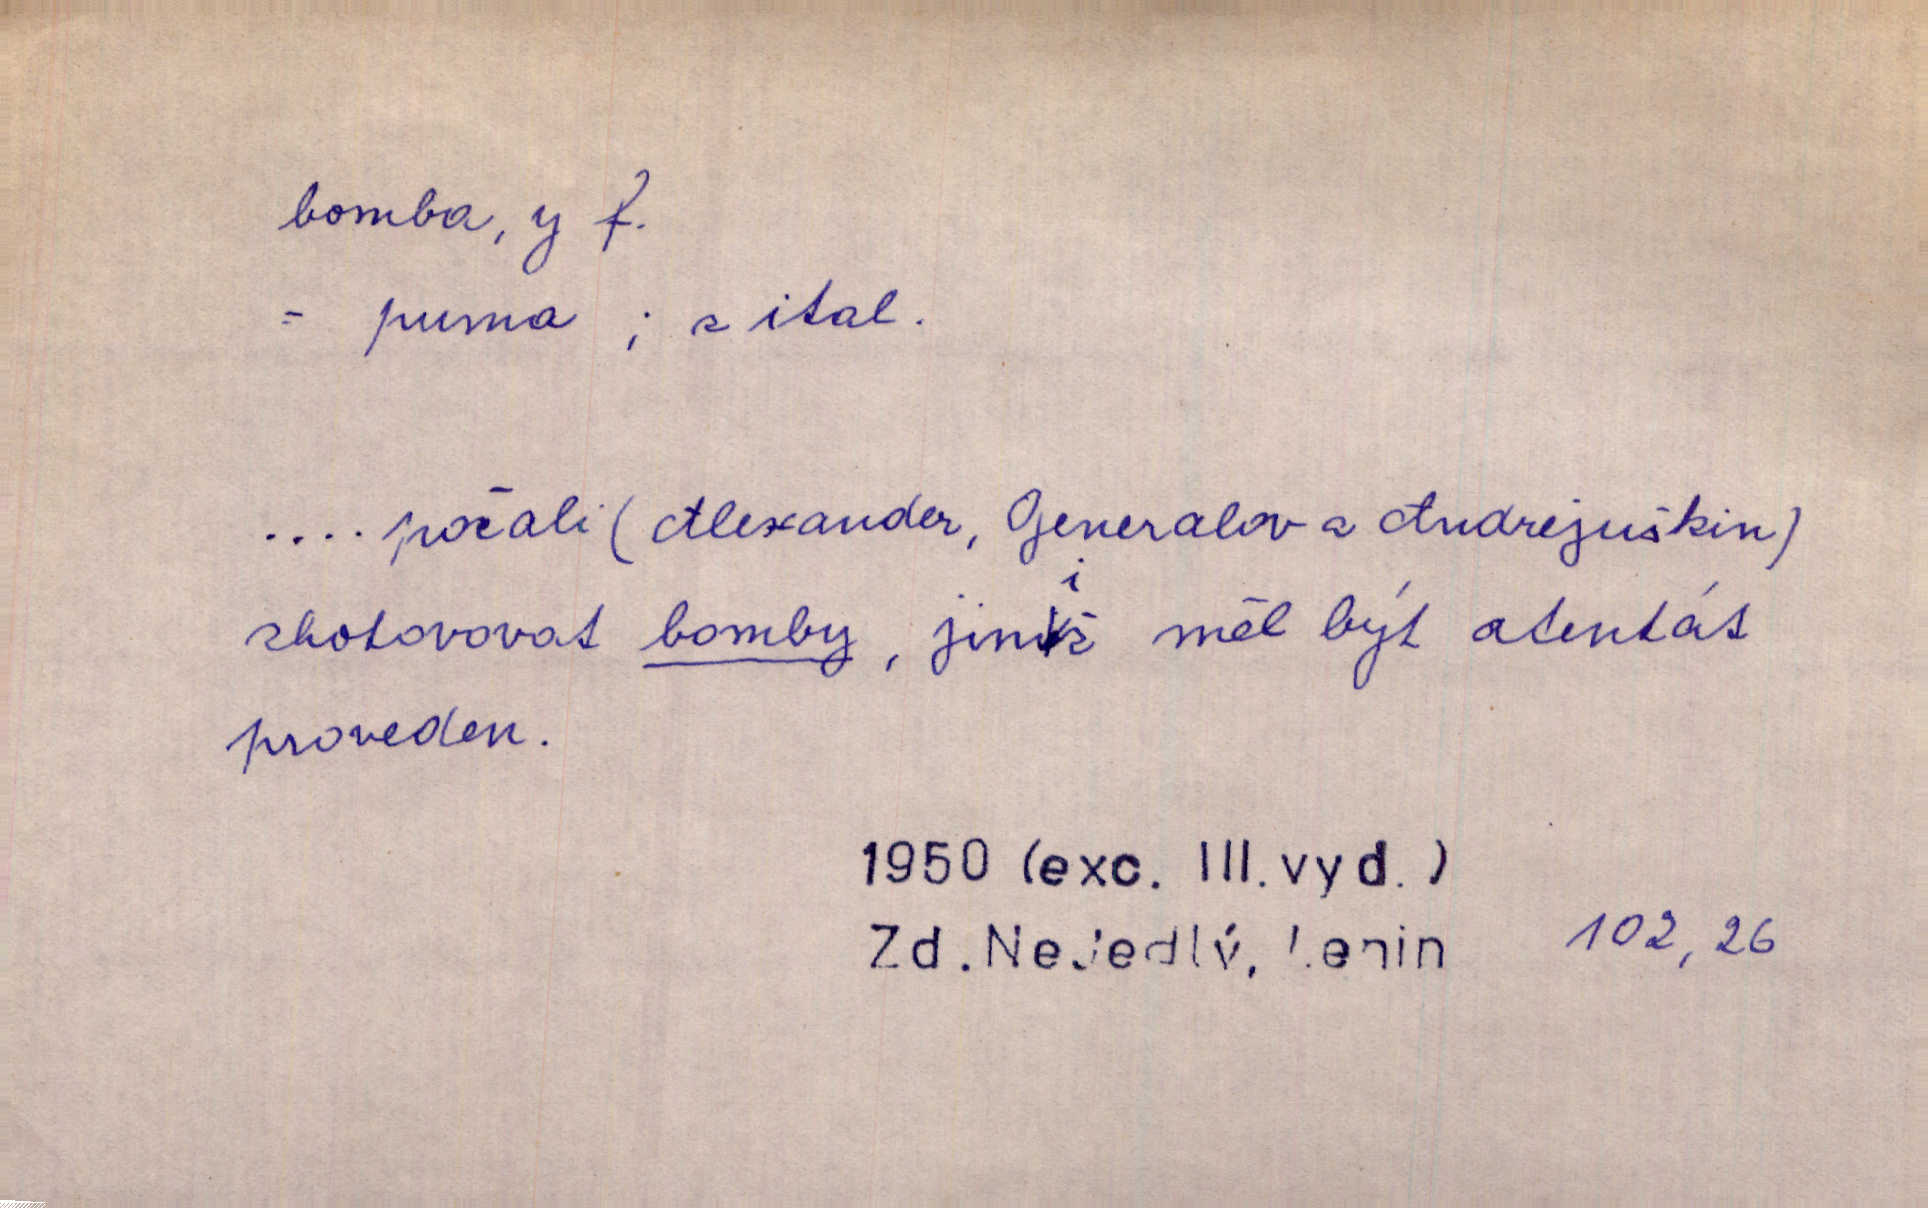 bomba, y f.
= puma ; z ital.
.... počali (Alexander, Generalov a Andrejuškin)
zhotovovat bomby, jimiž měl být atentát
proveden.
1950 (exc. III. vyd.)
Zd. Nejedlý, Lenin 102, 26